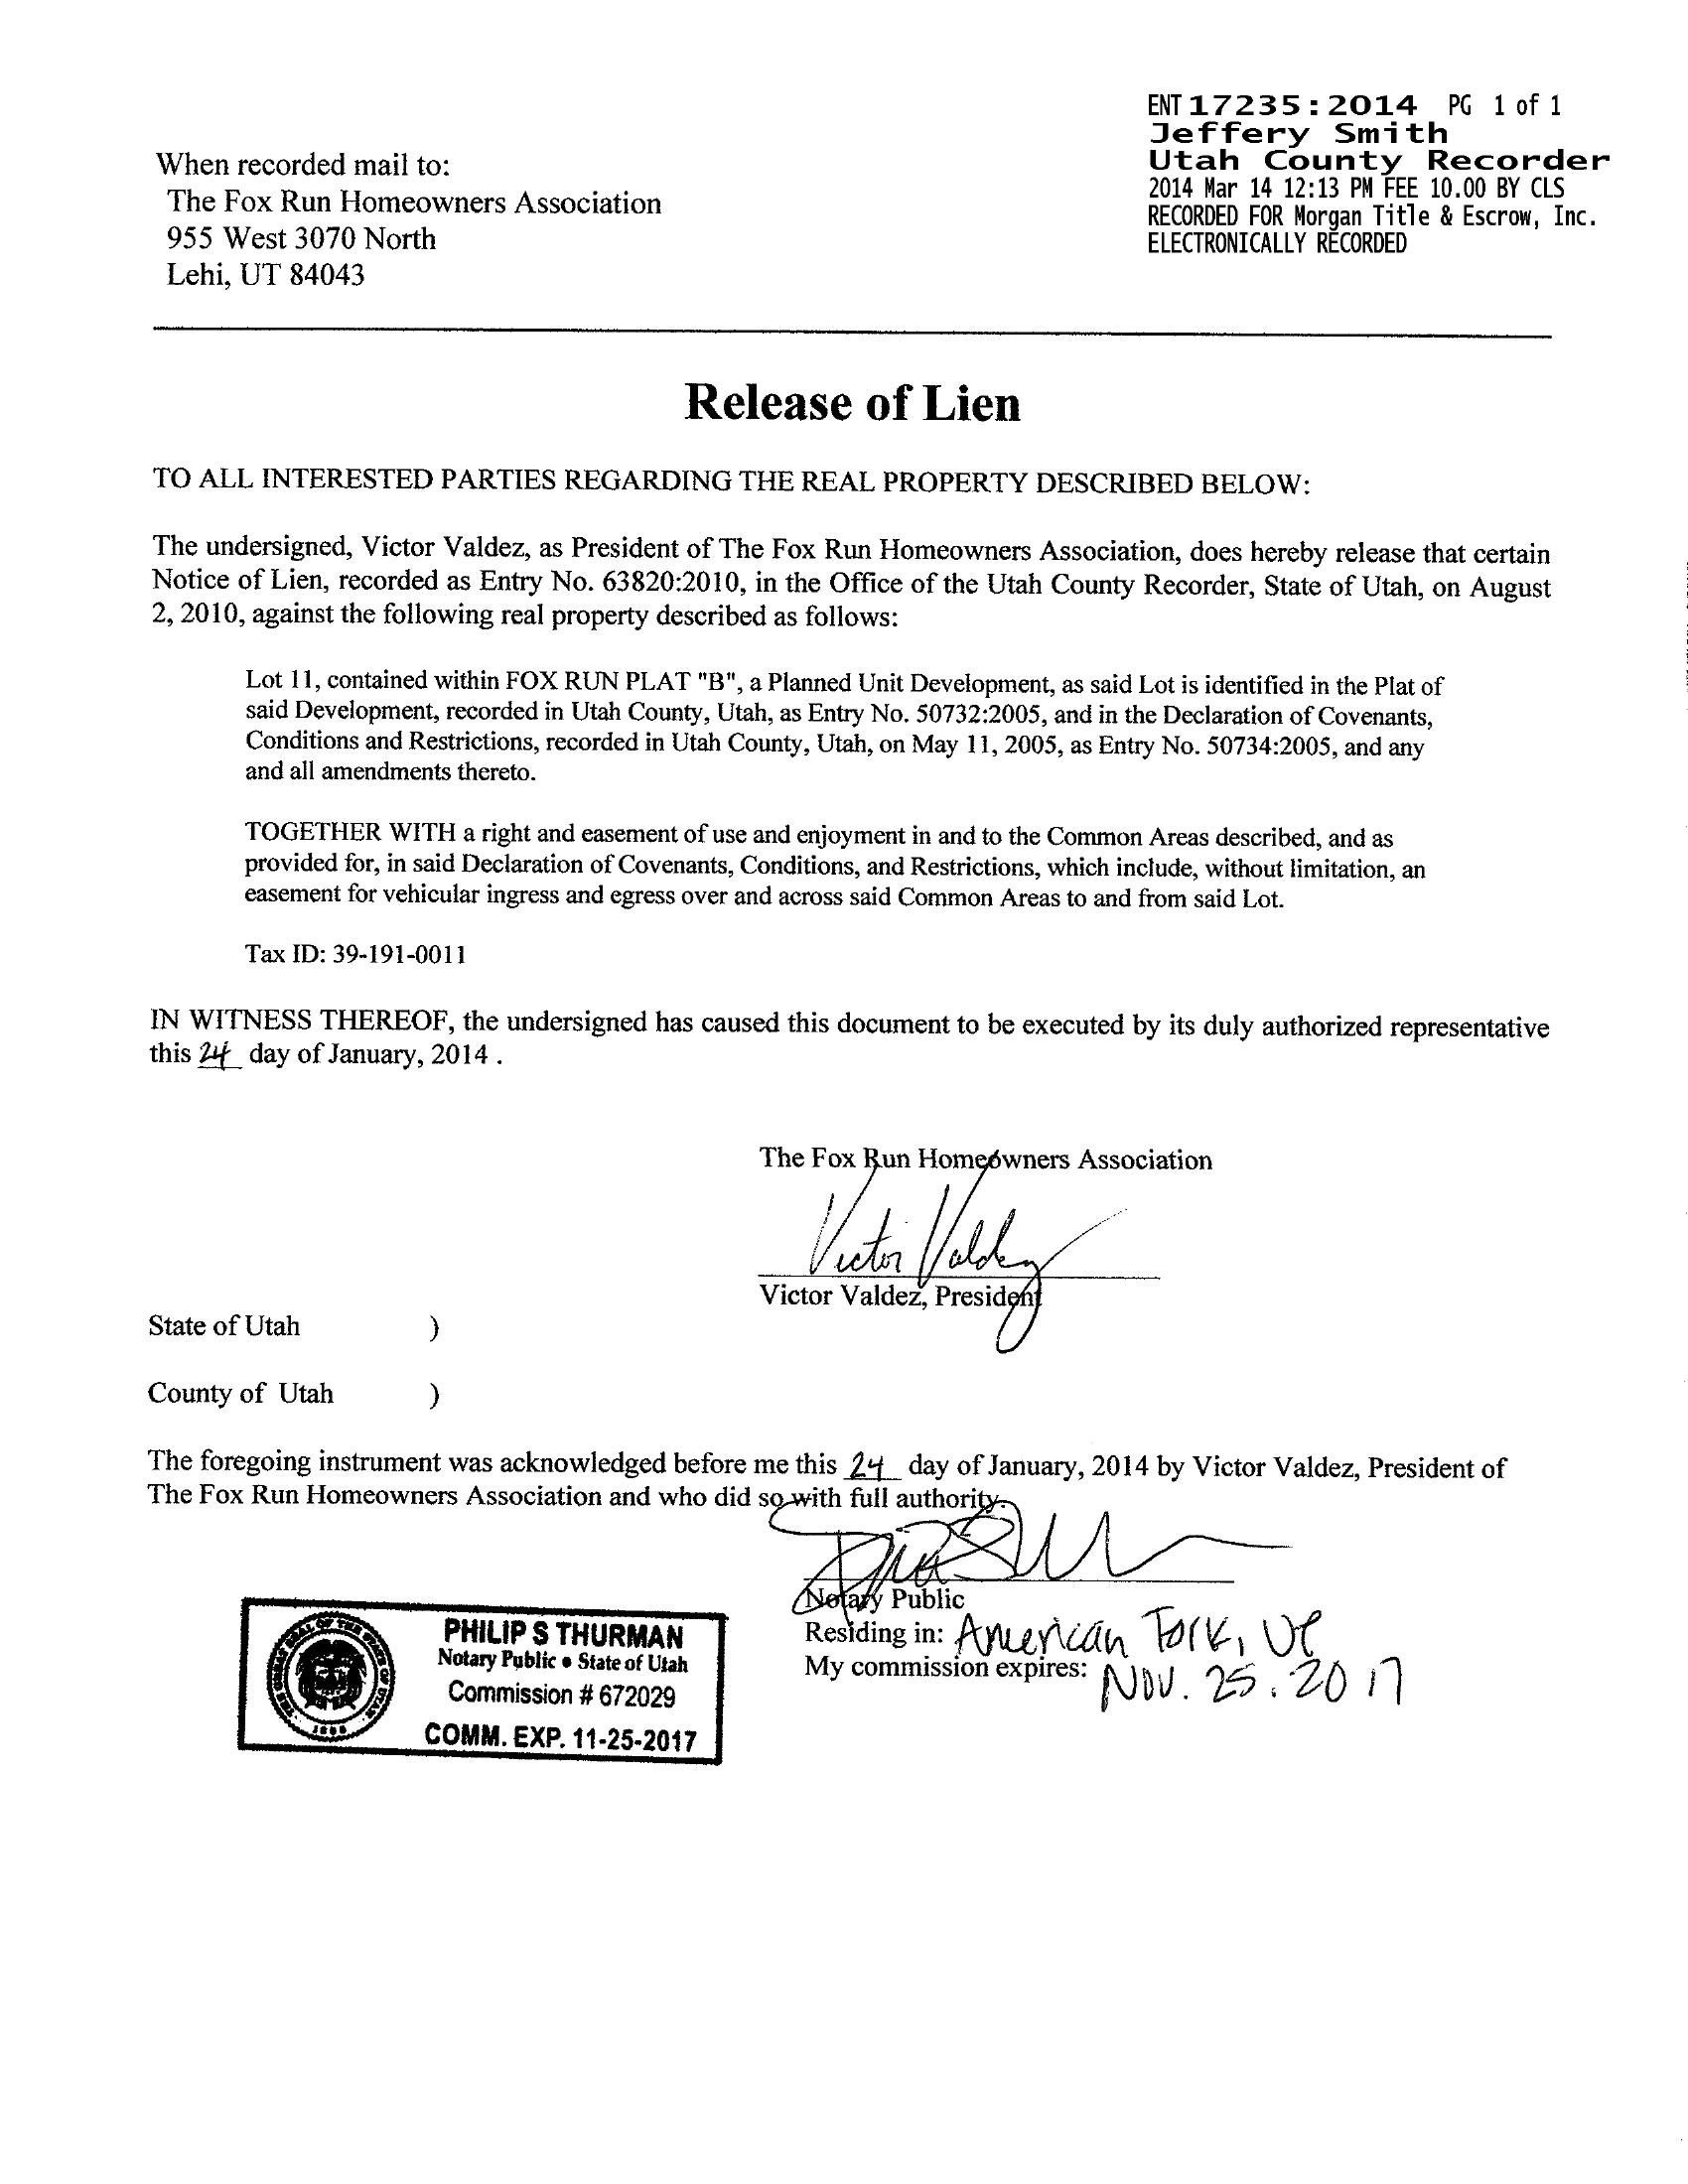 ENT 17235:2014 PG 1 of 1
Jeffery Smith
Utah County Recorder
2014 Mar 14 12:13 PM FEE 10.00 BY CLS
RECORDED FOR Morgan Title & Escrow, Inc.
ELECTRONICALLY RECORDED
When recorded mail to:
The Fox Run Homeowners Association
955 West 3070 North
Lehi, UT 84043
Release of Lien
TO ALL INTERESTED PARTIES REGARDING THE REAL PROPERTY DESCRIBED BELOW:
The undersigned, Victor Valdez, as President of The Fox Run Homeowners Association, does hereby release that certain
Notice of Lien, recorded as Entry No. 63820:2010, in the Office of the Utah County Recorder, State of Utah, on August
2, 2010, against the following real property described as follows:
Lot 11, contained within FOX RUN PLAT "B", a Planned Unit Development, as said Lot is identified in the Plat of
said Development, recorded in Utah County, Utah, as Entry No. 50732:2005, and in the Declaration of Covenants,
Conditions and Restrictions, recorded in Utah County, Utah, on May 11, 2005, as Entry No. 50734:2005, and any
and all amendments thereto.
TOGETHER WITH a right and easement of use and enjoyment in and to the Common Areas described, and as
provided for, in said Declaration of Covenants, Conditions, and Restrictions, which include, without limitation, an
easement for vehicular ingress and egress over and across said Common Areas to and from said Lot.
Tax ID: 39-191-0011
IN WITNESS THEREOF, the undersigned has caused this document to be executed by its duly authorized representative
this 24 day of January, 2014 .
The Fox Run Homeowners Association
Victor Valdez
Victor Valdez, President
State of Utah )
County of Utah )
The foregoing instrument was acknowledged before me this 24 day of January, 2014 by Victor Valdez, President of
The Fox Run Homeowners Association and who did so with full authority.
Notary Public
Residing in: American Fork, Ut
My commission expires: Nov. 25. 2017
THE GREAT SEAL OF THE STATE OF UTAH
1896
PHILIP S THURMAN
Notary Public • State of Utah
Commission # 672029
COMM. EXP. 11-25-2017